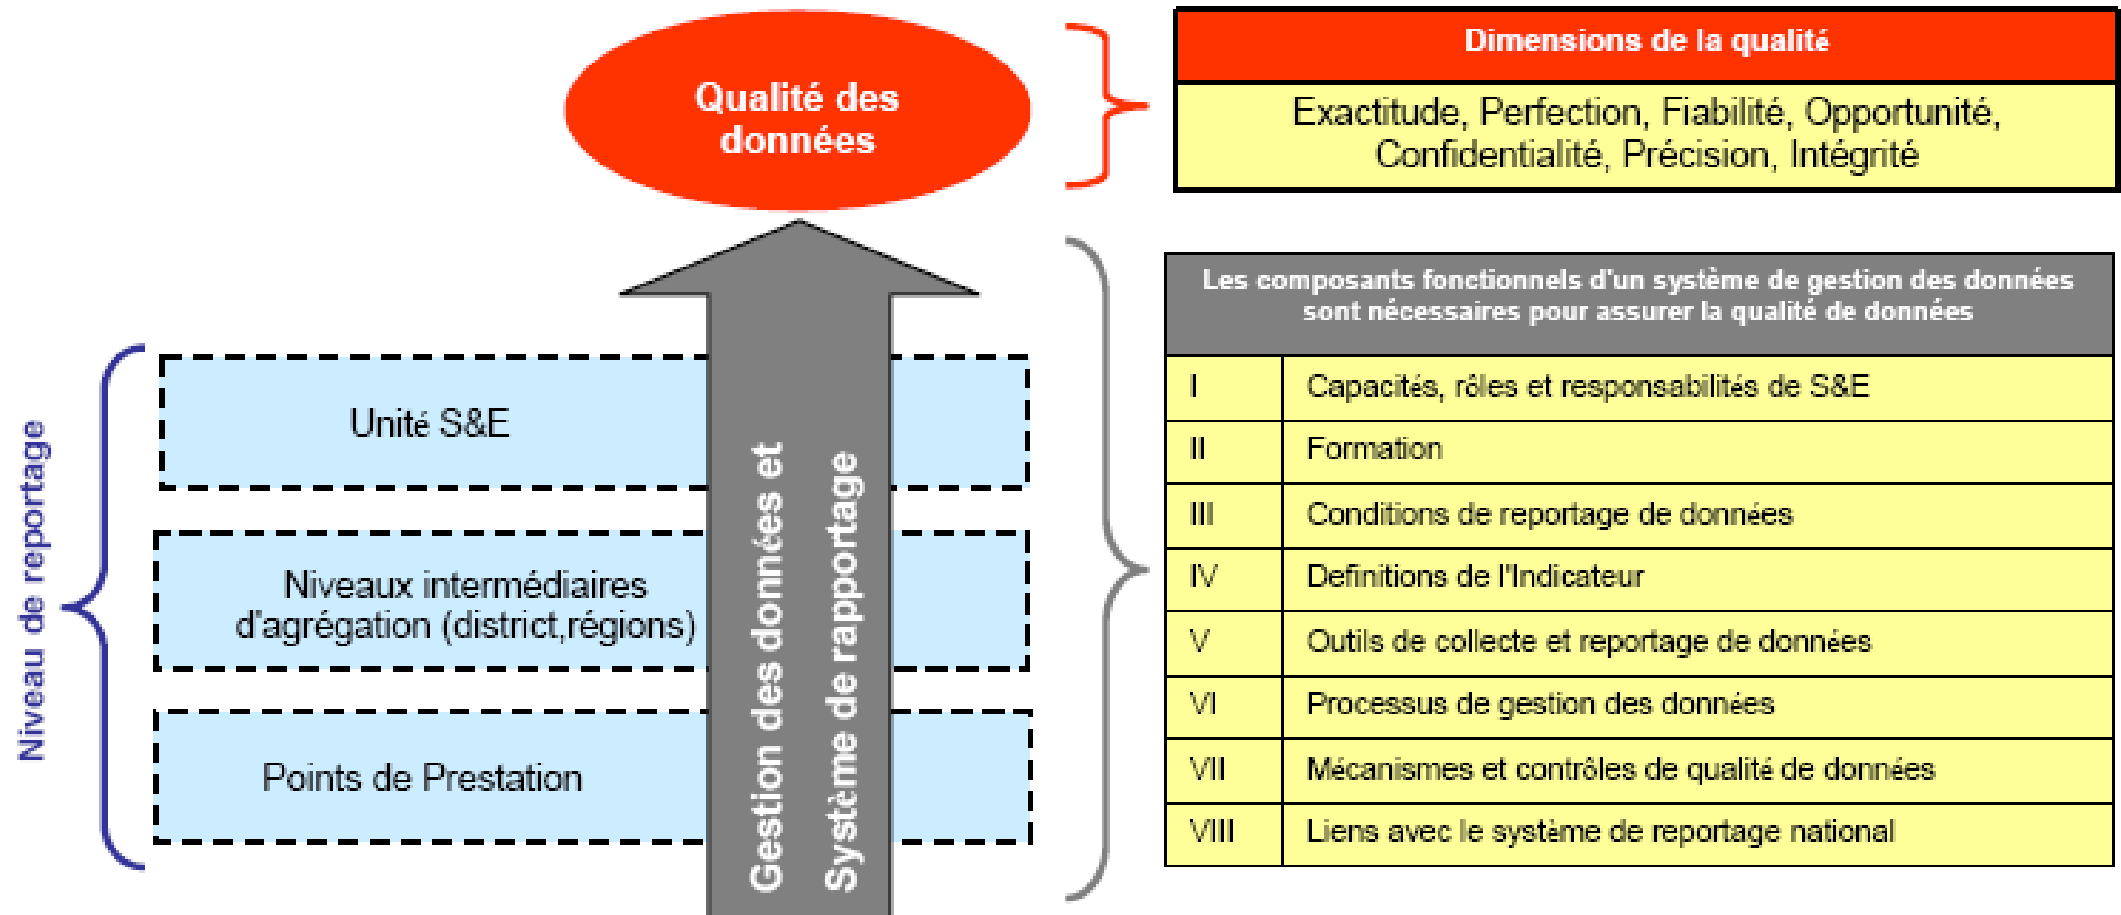 Qualité des
données
Dimensions de la qualité
Exactitude, Perfection, Fiabilité, Opportunité,
Confidentialité, Précision, Intégrité
Niveau de reportage
Unité S&E
Niveaux intermédiaires
d'agrégation (district,régions)
Points de Prestation
Gestion des données et
Système de rapportage
Les composants fonctionnels d'un système de gestion des données
sont nécessaires pour assurer la qualité de données
I Capacités, rôles et responsabilités de S&E
II Formation
III Conditions de reportage de données
IV Definitions de l'Indicateur
V Outils de collecte et reportage de données
VI Processus de gestion des données
VII Mécanismes et contrôles de qualité de données
VIII Liens avec le système de reportage national